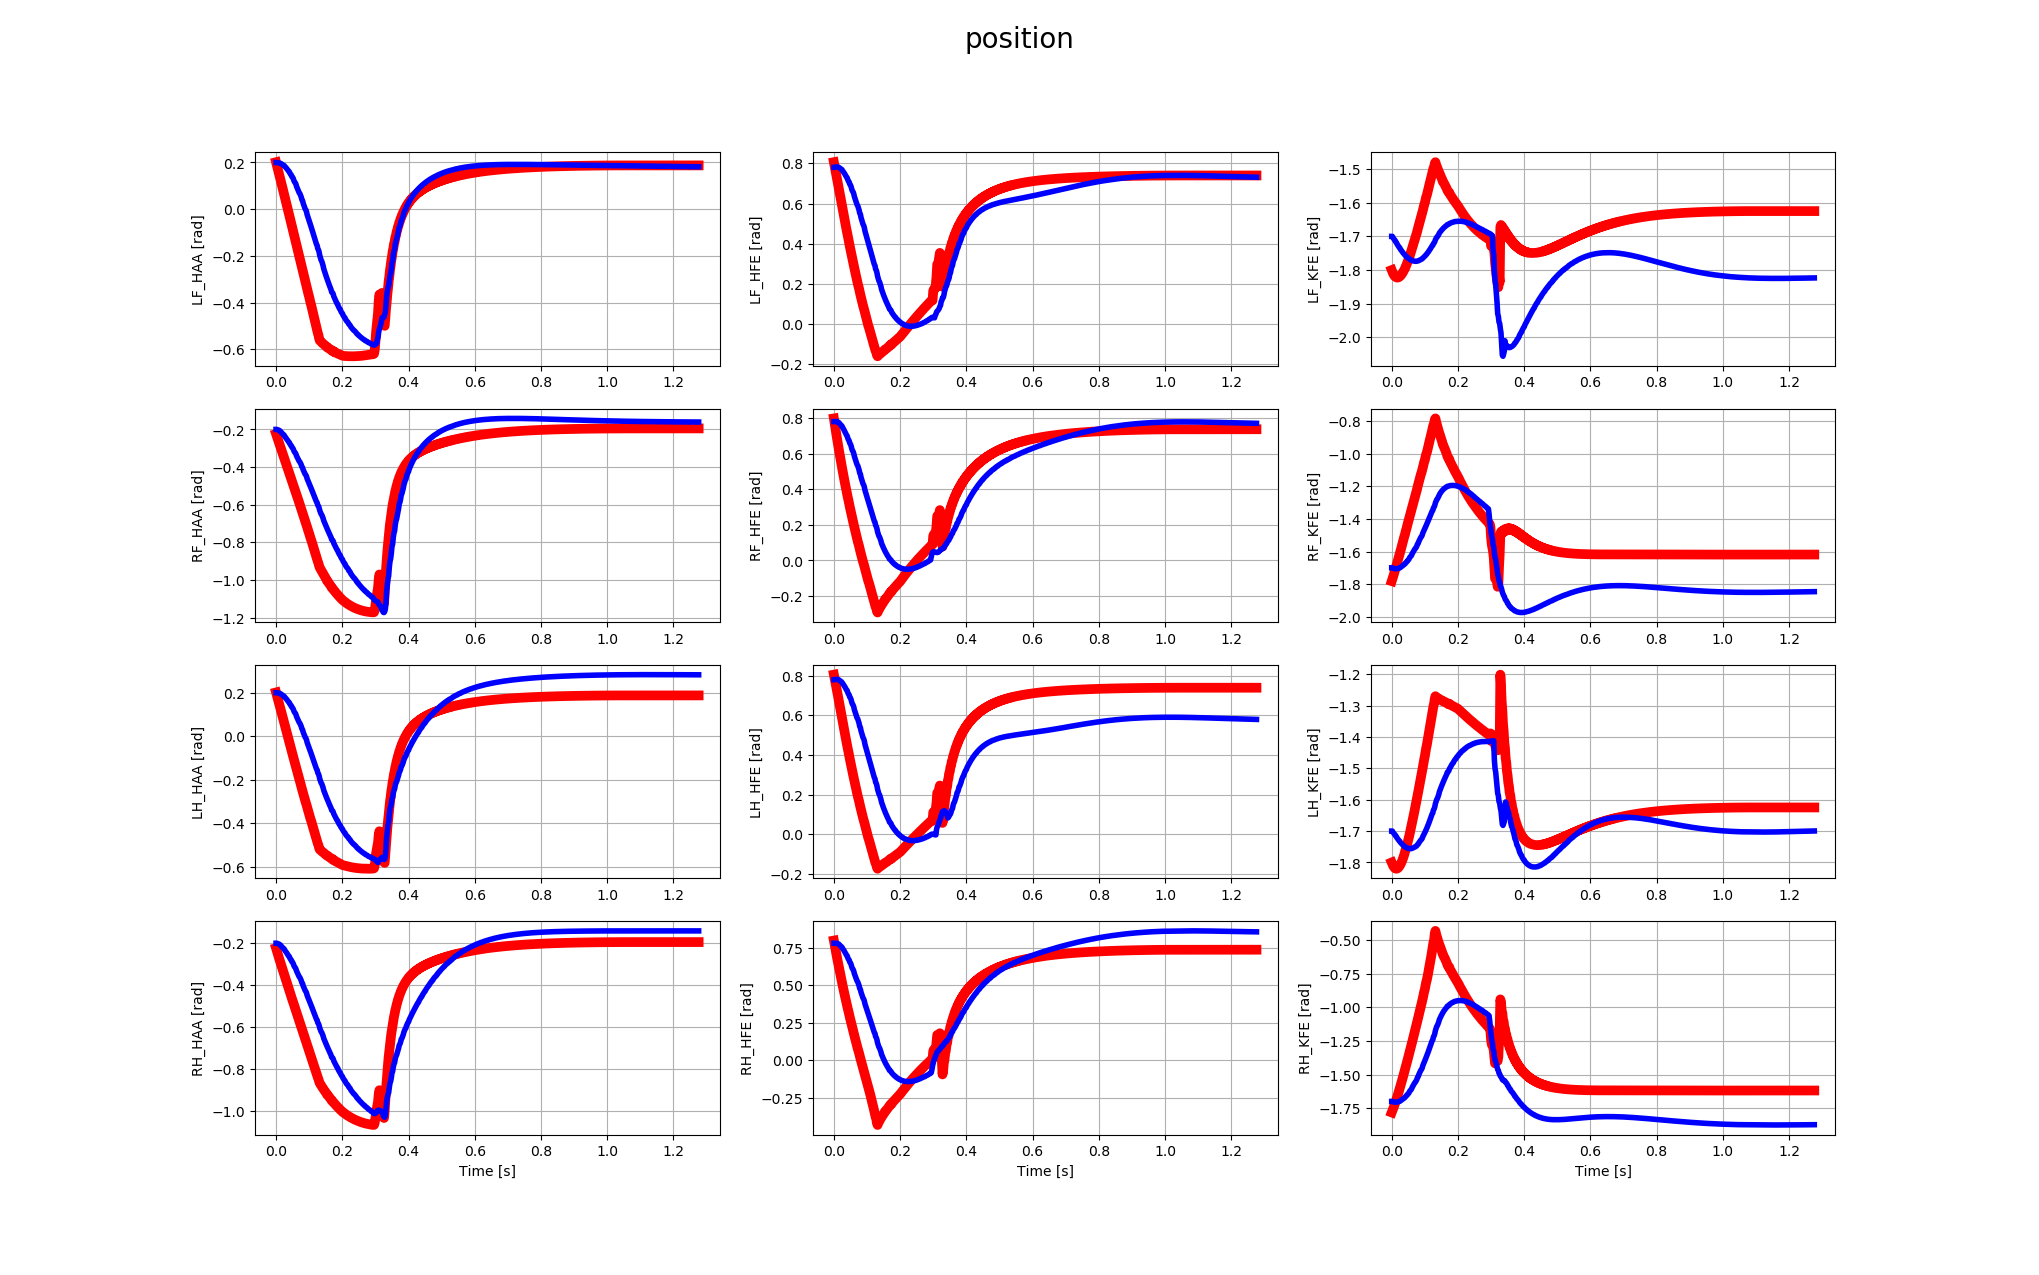 position
LF_HAA [rad]
0.2
0.0
−0.2
−0.4
−0.6
0.0 0.2 0.4 0.6 0.8 1.0 1.2
LF_HFE [rad]
0.8
0.6
0.4
0.2
0.0
−0.2
0.0 0.2 0.4 0.6 0.8 1.0 1.2
LF_KFE [rad]
−1.5
−1.6
−1.7
−1.8
−1.9
−2.0
0.0 0.2 0.4 0.6 0.8 1.0 1.2
RF_HAA [rad]
−0.2
−0.4
−0.6
−0.8
−1.0
−1.2
0.0 0.2 0.4 0.6 0.8 1.0 1.2
RF_HFE [rad]
0.8
0.6
0.4
0.2
0.0
−0.2
0.0 0.2 0.4 0.6 0.8 1.0 1.2
RF_KFE [rad]
−0.8
−1.0
−1.2
−1.4
−1.6
−1.8
−2.0
0.0 0.2 0.4 0.6 0.8 1.0 1.2
LH_HAA [rad]
0.2
0.0
−0.2
−0.4
−0.6
0.0 0.2 0.4 0.6 0.8 1.0 1.2
LH_HFE [rad]
0.8
0.6
0.4
0.2
0.0
−0.2
0.0 0.2 0.4 0.6 0.8 1.0 1.2
LH_KFE [rad]
−1.2
−1.3
−1.4
−1.5
−1.6
−1.7
−1.8
0.0 0.2 0.4 0.6 0.8 1.0 1.2
RH_HAA [rad]
−0.2
−0.4
−0.6
−0.8
−1.0
0.0 0.2 0.4 0.6 0.8 1.0 1.2
Time [s]
RH_HFE [rad]
0.75
0.50
0.25
0.00
−0.25
0.0 0.2 0.4 0.6 0.8 1.0 1.2
Time [s]
RH_KFE [rad]
−0.50
−0.75
−1.00
−1.25
−1.50
−1.75
0.0 0.2 0.4 0.6 0.8 1.0 1.2
Time [s]